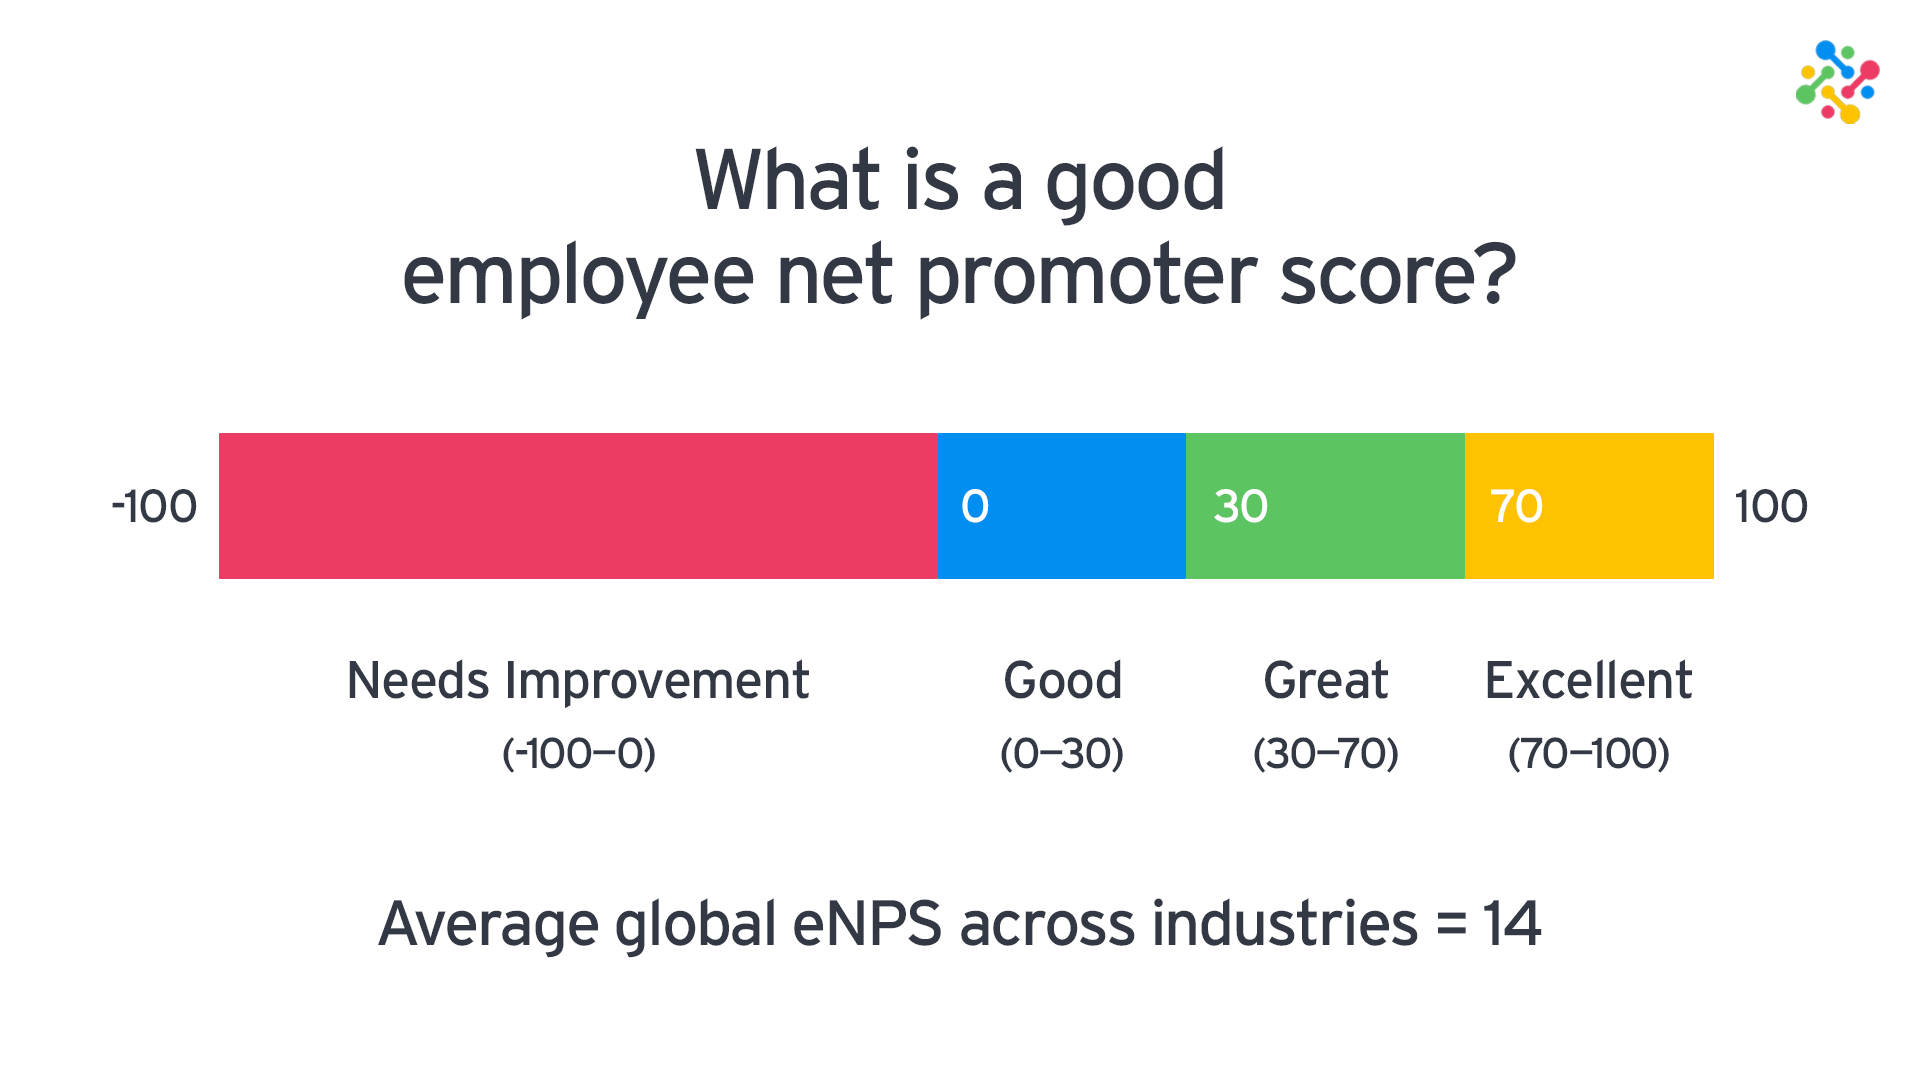 What is a good
employee net promoter score?
-100 0 30 70 100
Needs Improvement Good Great Excellent
(-100–0) (0–30) (30–70) (70–100)
Average global eNPS across industries = 14